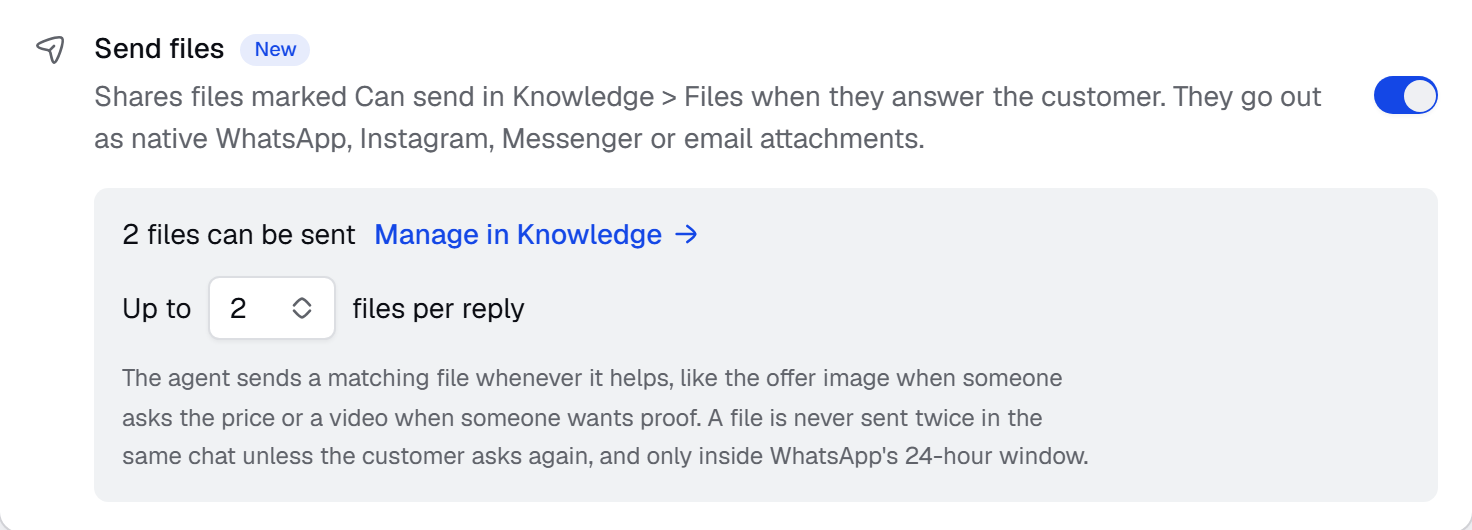 Send files New
Shares files marked Can send in Knowledge > Files when they answer the customer. They go out
as native WhatsApp, Instagram, Messenger or email attachments.
2 files can be sent Manage in Knowledge →
Up to 2 files per reply
The agent sends a matching file whenever it helps, like the offer image when someone
asks the price or a video when someone wants proof. A file is never sent twice in the
same chat unless the customer asks again, and only inside WhatsApp's 24-hour window.